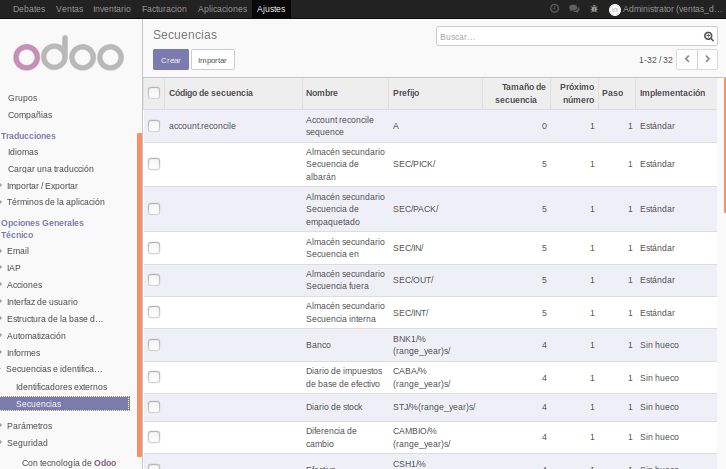 Debates Ventas Inventario Facturacion Aplicaciones Ajustes Administrator (ventas_d...
odoo
Secuencias
Buscar...
Crear Importar
1-32 / 32
Grupos
Compañias
Traducciones
Idiomas
Cargar una traducción
Importar / Exportar
Términos de la aplicación
Opciones Generales
Técnico
Email
IAP
Acciones
Interfaz de usuario
Estructura de la base d...
Automatización
Informes
Secuencias e identifica...
Identificadores externos
Secuencias
Parámetros
Seguridad
Con tecnología de Odoo
Código de secuencia Nombre Prefijo Tamaño de secuencia Próximo número Paso Implementación
account.reconcile Account reconcile sequence A 0 1 1 Estándar
Almacén secundario Secuencia de albarán SEC/PICK/ 5 1 1 Estándar
Almacén secundario Secuencia de empaquetado SEC/PACK/ 5 1 1 Estándar
Almacén secundario Secuencia en SEC/IN/ 5 1 1 Estándar
Almacén secundario Secuencia fuera SEC/OUT/ 5 1 1 Estándar
Almacén secundario Secuencia interna SEC/INT/ 5 1 1 Estándar
Banco BNK1/%(range_year)s/ 4 1 1 Sin hueco
Diario de impuestos de base de efectivo CABA/%(range_year)s/ 4 1 1 Sin hueco
Diario de stock STJ/%(range_year)s/ 4 1 1 Sin hueco
Diferencia de cambio CAMBIO/%(range_year)s/ 4 1 1 Sin hueco
CSH1/%